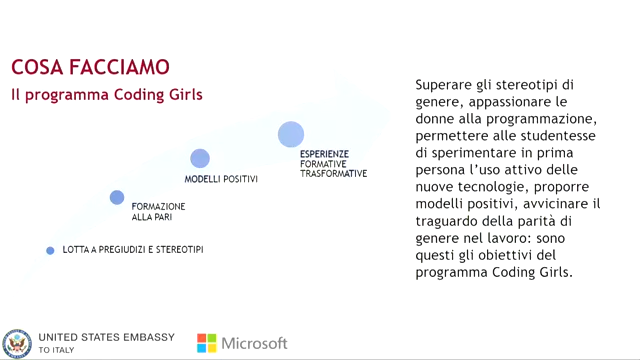 COSA FACCIAMO
Il programma Coding Girls
Superare gli stereotipi di
genere, appassionare le
donne alla programmazione,
permettere alle studentesse
di sperimentare in prima
persona l'uso attivo delle
nuove tecnologie, proporre
modelli positivi, avvicinare il
traguardo della parità di
genere nel lavoro: sono
questi gli obiettivi del
programma Coding Girls.
ESPERIENZE
FORMATIVE
TRASFORMATIVE
MODELLI POSITIVI
FORMAZIONE
ALLA PARI
LOTTA A PREGIUDIZI E STEREOTIPI
UNITED STATES EMBASSY
TO ITALY
Microsoft